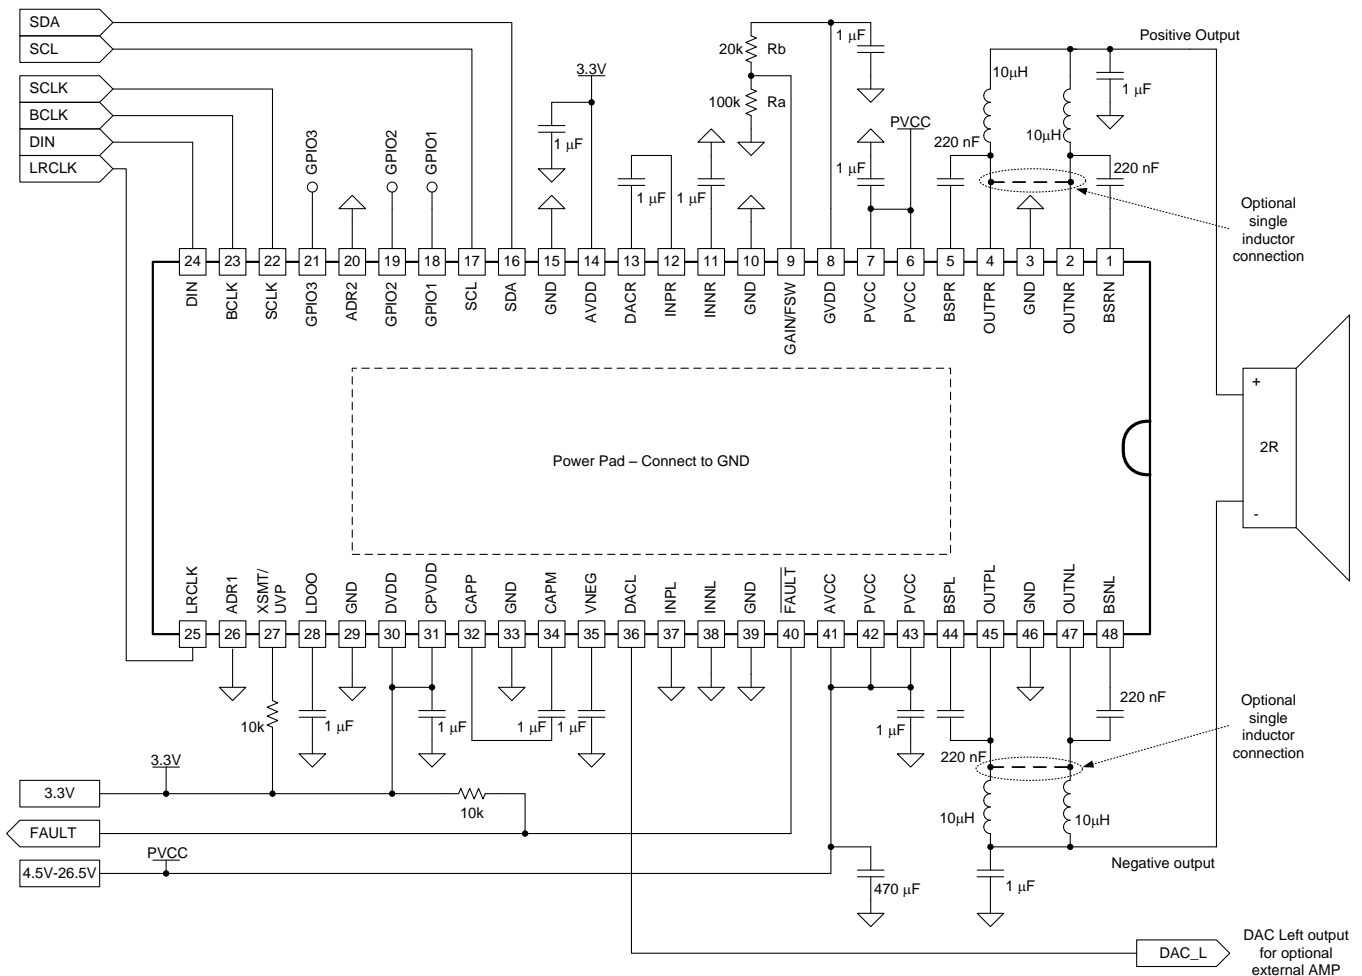 SDA
SCL
SCLK
BCLK
DIN
LRCLK
GPIO3
GPIO2
GPIO1
3.3V
1 µF
1 µF
1 µF
20k
Rb
100k
Ra
1 µF
1 µF
PVCC
220 nF
10µH
10µH
1 µF
220 nF
Positive Output
Optional
single
inductor
connection
24
23
22
21
20
19
18
17
16
15
14
13
12
11
10
9
8
7
6
5
4
3
2
1
DIN
BCLK
SCLK
GPIO3
ADR2
GPIO2
GPIO1
SCL
SDA
GND
AVDD
DACR
INPR
INNR
GND
GAIN/FSW
GVDD
PVCC
PVCC
BSPR
OUTPR
GND
OUTNR
BSRN
Power Pad – Connect to GND
+
2R
-
LRCLK
ADR1
XSMT/
UVP
LDOO
GND
DVDD
CPVDD
CAPP
GND
CAPM
VNEG
DACL
INPL
INNL
GND
FAULT
AVCC
PVCC
PVCC
BSPL
OUTPL
GND
OUTNL
BSNL
25
26
27
28
29
30
31
32
33
34
35
36
37
38
39
40
41
42
43
44
45
46
47
48
10k
1 µF
1 µF
1 µF
1 µF
1 µF
220 nF
220 nF
Optional
single
inductor
connection
3.3V
3.3V
10k
10µH
10µH
FAULT
PVCC
4.5V-26.5V
470 µF
1 µF
Negative output
DAC_L
DAC Left output
for optional
external AMP